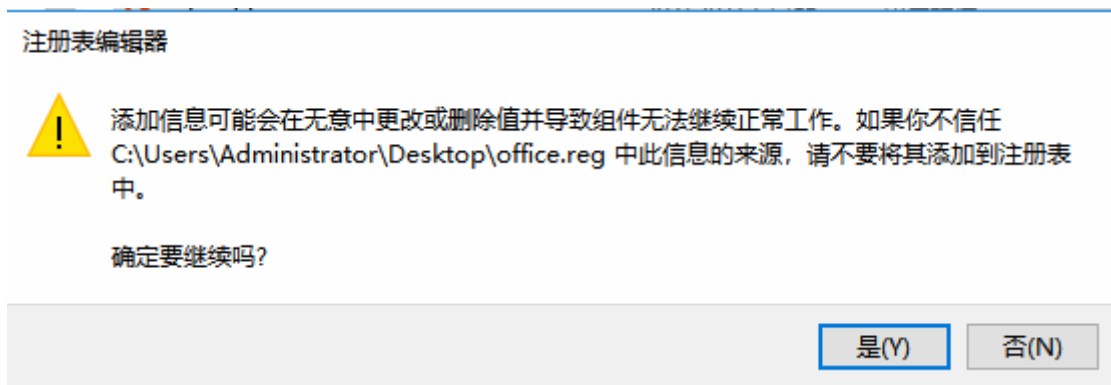 注册表编辑器
添加信息可能会在无意中更改或删除值并导致组件无法继续正常工作。如果你不信任
C:\Users\Administrator\Desktop\office.reg 中此信息的来源，请不要将其添加到注册表
中。
确定要继续吗?
是(Y)
否(N)